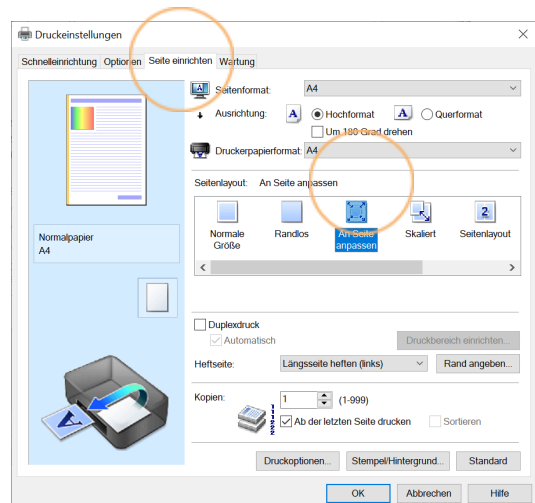 Druckeinstellungen
Schnelleinrichtung Optionen Seite einrichten Wartung
Seitenformat: A4
Ausrichtung: A Hochformat A Querformat
Um 180 Grad drehen
Druckerpapierformat: A4
Seitenlayout: An Seite anpassen
Normale Größe
Randlos
An Seite anpassen
Skaliert
2
Seitenlayout
Normalpapier
A4
Duplexdruck
Automatisch
Druckbereich einrichten...
Heftseite: Längsseite heften (links) Rand angeben...
Kopien: 1 (1-999)
Ab der letzten Seite drucken Sortieren
Druckoptionen... Stempel/Hintergrund... Standard
OK Abbrechen Hilfe